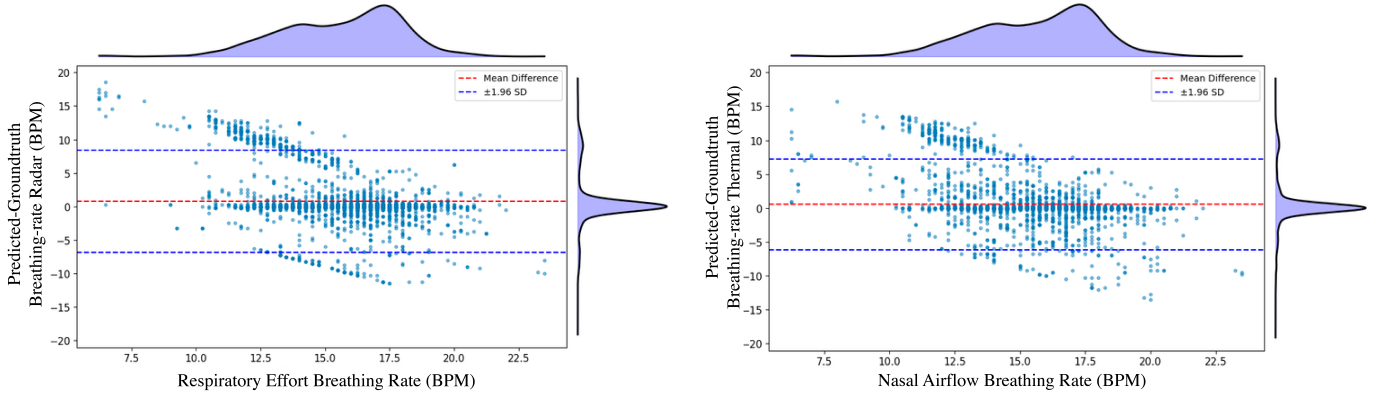 Predicted-Groundtruth
Breathing-rate Radar (BPM)
20
15
10
5
0
−5
−10
−15
−20
Mean Difference
±1.96 SD
7.5 10.0 12.5 15.0 17.5 20.0 22.5
Respiratory Effort Breathing Rate (BPM)
Predicted-Groundtruth
Breathing-rate Thermal (BPM)
20
15
10
5
0
−5
−10
−15
−20
Mean Difference
±1.96 SD
7.5 10.0 12.5 15.0 17.5 20.0 22.5
Nasal Airflow Breathing Rate (BPM)